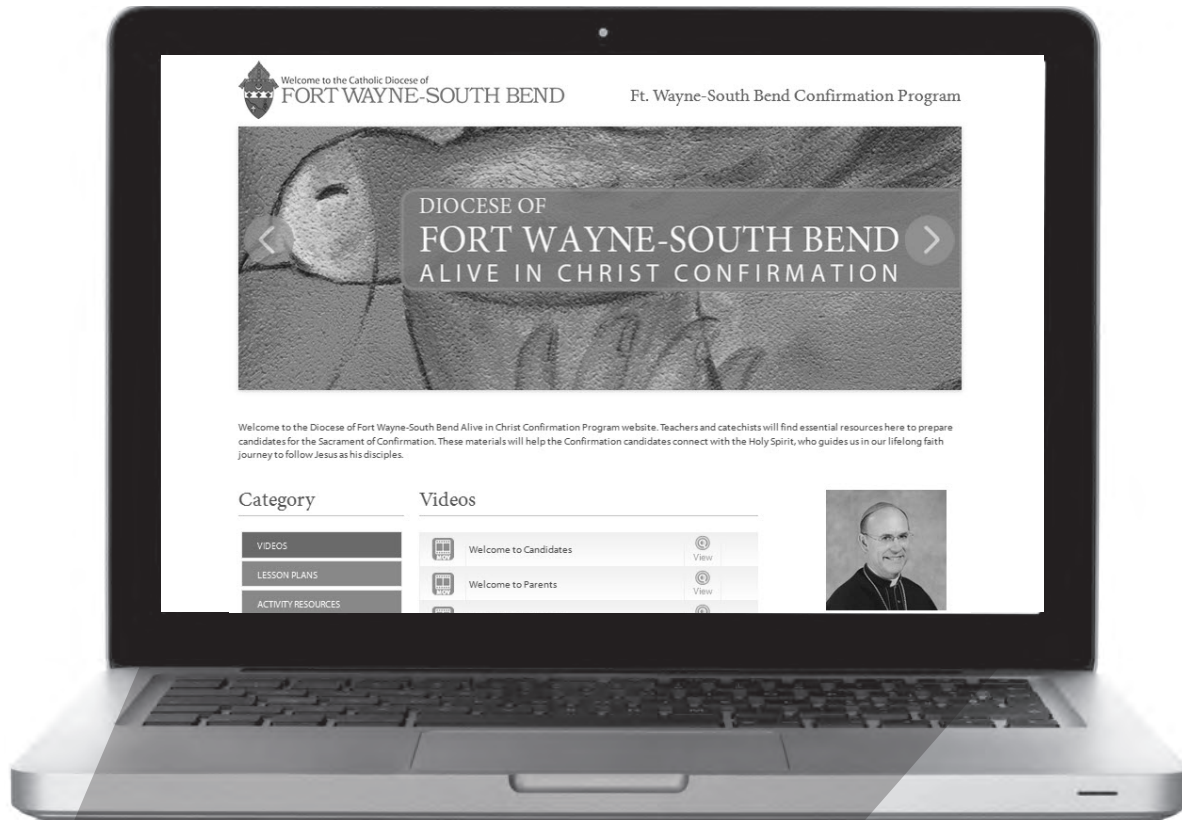 Welcome to the Catholic Diocese of
FORT WAYNE-SOUTH BEND
Ft. Wayne-South Bend Confirmation Program
DIOCESE OF
FORT WAYNE-SOUTH BEND
ALIVE IN CHRIST CONFIRMATION
Welcome to the Diocese of Fort Wayne-South Bend Alive in Christ Confirmation Program website. Teachers and catechists will find essential resources here to prepare
candidates for the Sacrament of Confirmation. These materials will help the Confirmation candidates connect with the Holy Spirit, who guides us in our lifelong faith
journey to follow Jesus as his disciples.
Category
Videos
VIDEOS
LESSON PLANS
ACTIVITY RESOURCES
MOV
Welcome to Candidates
View
MOV
Welcome to Parents
View